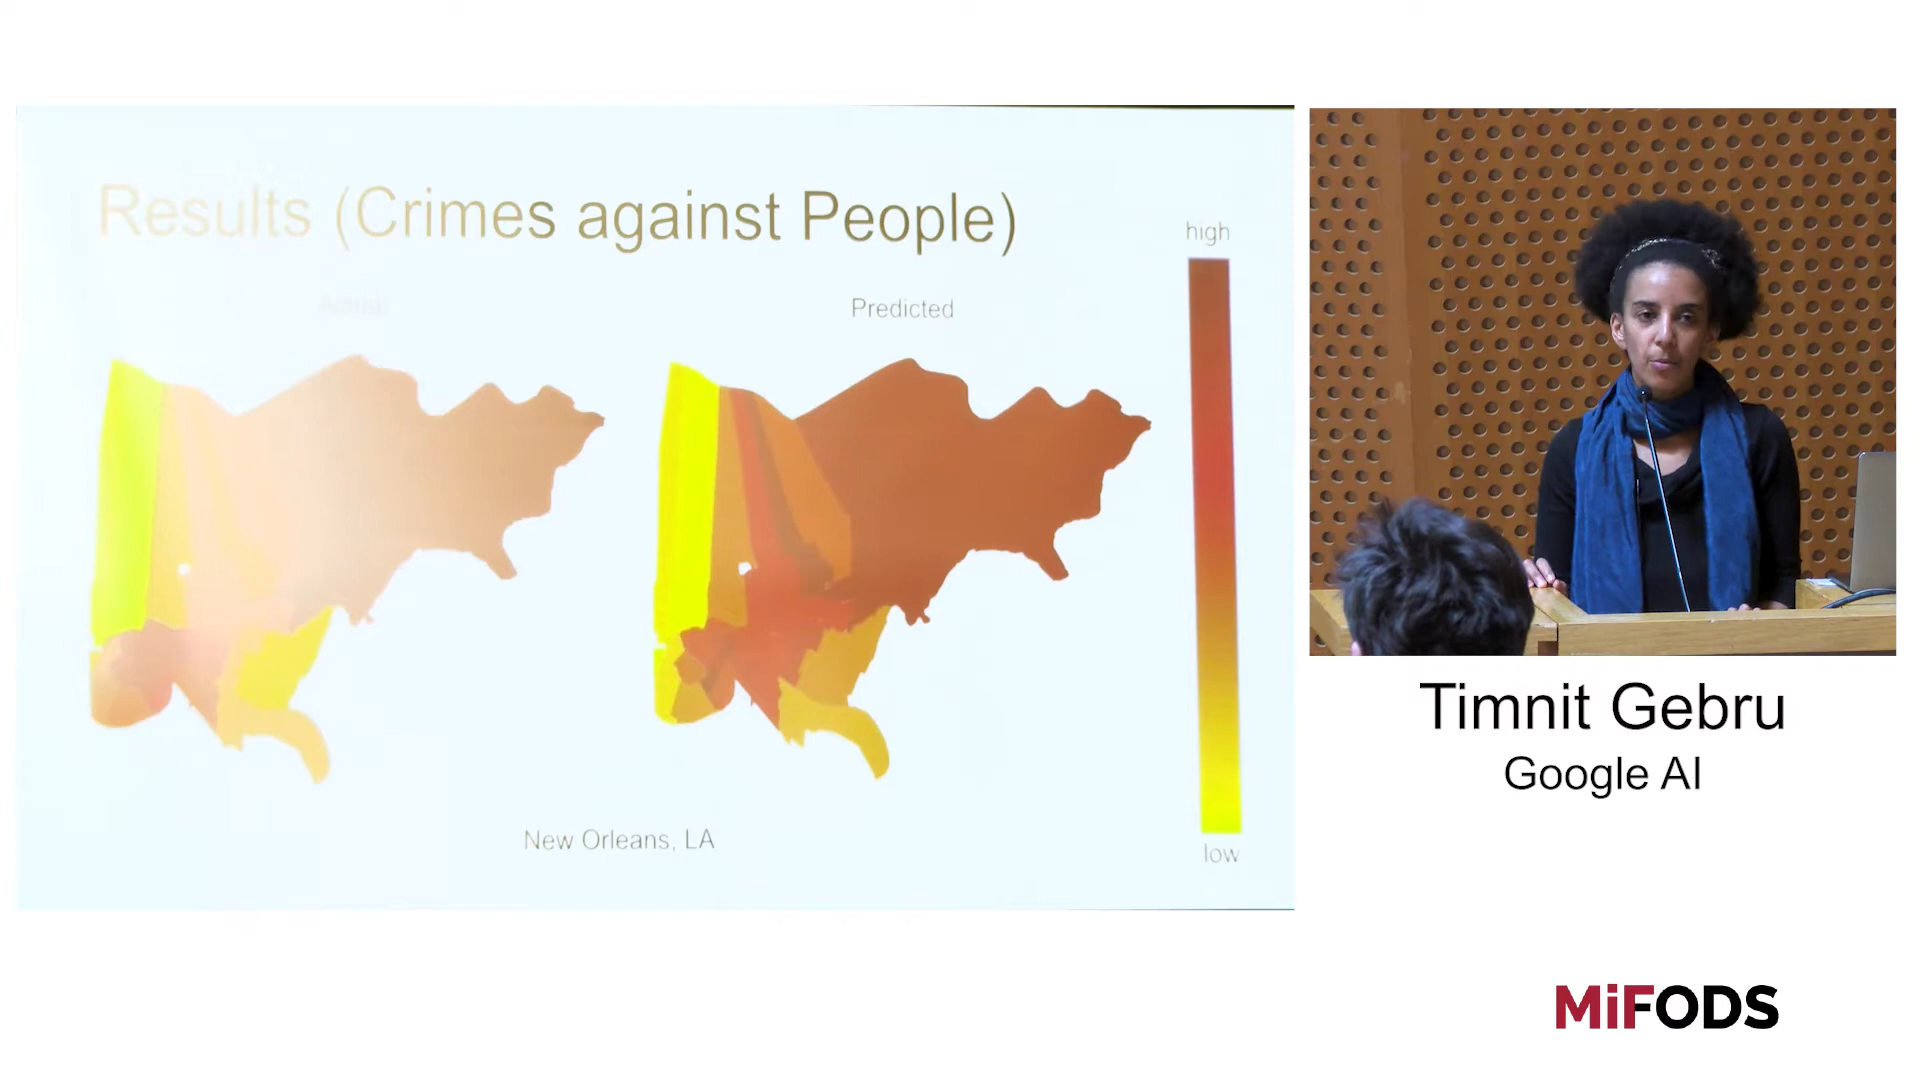 Results (Crimes against People)
high
Predicted
New Orleans, LA
low
Timnit Gebru
Google AI
MiFODS